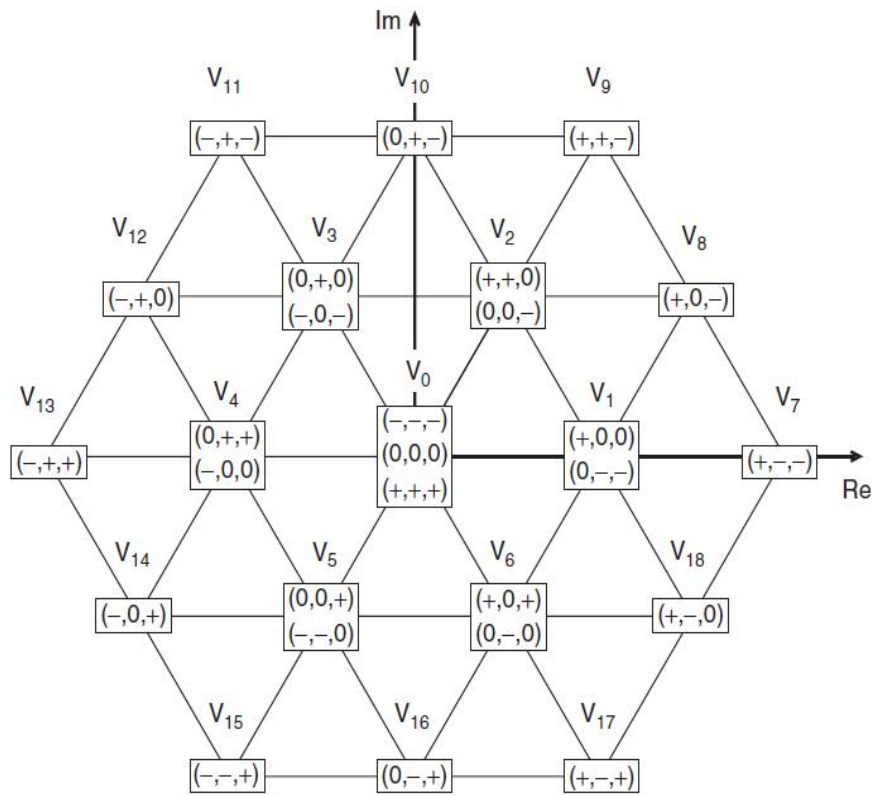 Im
V₁₁ V₁₀ V₉
(−,+,−) (0,+,−) (+,+,−)
V₁₂ V₃ V₂ V₈
(−,+,0) (0,+,0) (+,+,0) (+,0,−)
(−,0,−) (0,0,−)
V₀
V₁₃ V₄ V₁ V₇
(−,+,+) (0,+,+) (−,−,−) (+,0,0) (+,−,−)
(−,0,0) (0,0,0) (0,−,−)
(+,+,+)
Re
V₁₄ V₅ V₆ V₁₈
(−,0,+) (0,0,+) (+,0,+) (+,−,0)
(−,−,0) (0,−,0)
V₁₅ V₁₆ V₁₇
(−,−,+) (0,−,+) (+,−,+)